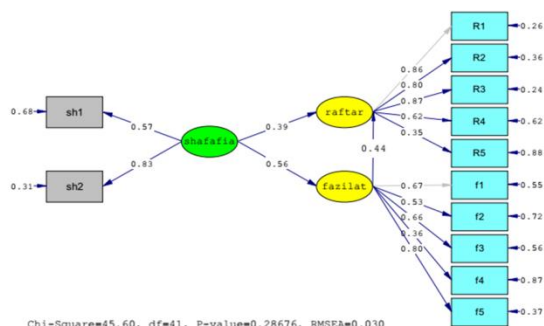 R1
0.26
R2
0.36
0.86
0.80
R3
0.24
0.87
0.68
sh1
raftar
0.62
R4
0.62
0.57
0.39
0.35
R5
0.88
shafafia
0.44
0.83
0.56
0.67
f1
0.55
0.31
sh2
fazilat
0.53
f2
0.72
0.66
0.36
f3
0.56
0.80
f4
0.87
f5
0.37
Chi-Square=45.60, df=41, P-value=0.28676, RMSEA=0.030